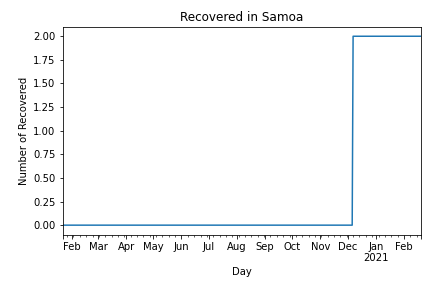 Recovered in Samoa
2.00
1.75
1.50
1.25
1.00
0.75
0.50
0.25
0.00
Number of Recovered
Feb Mar Apr May Jun Jul Aug Sep Oct Nov Dec Jan Feb
2021
Day